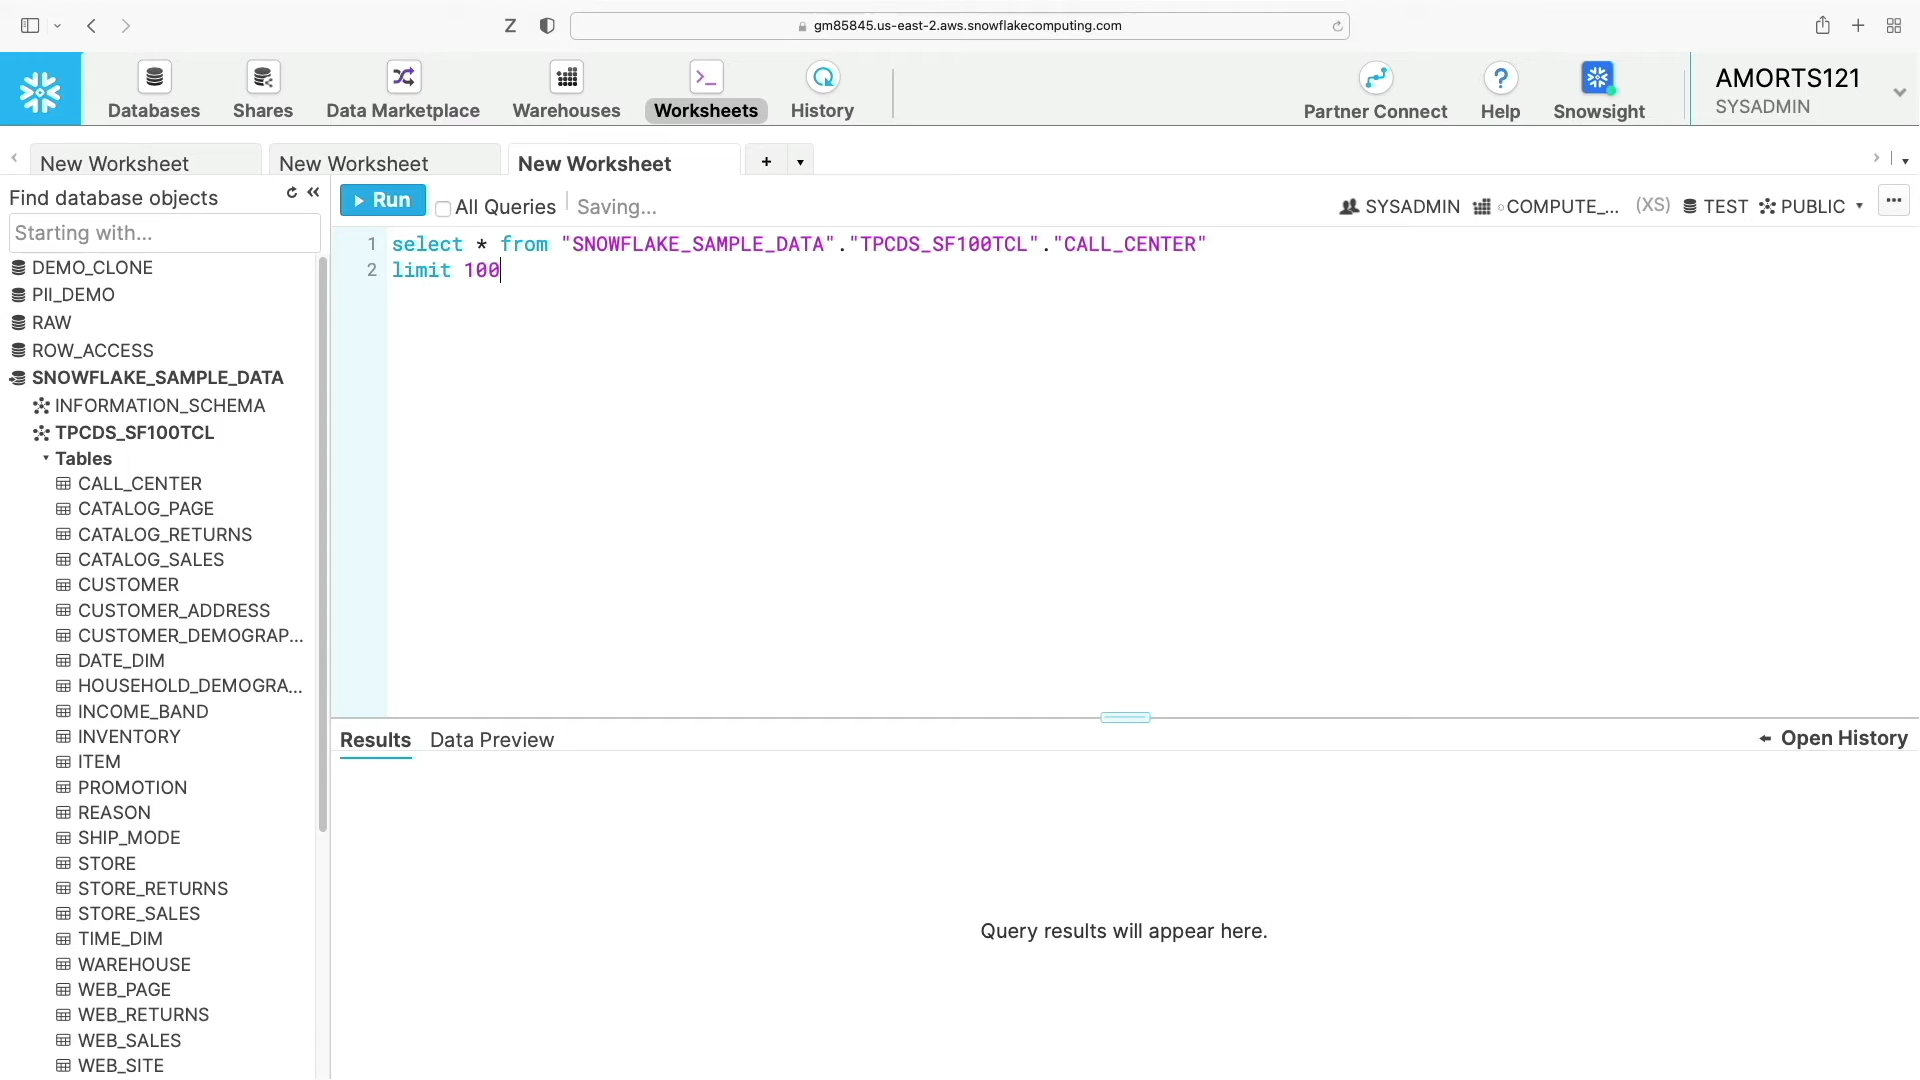 gm85845.us-east-2.aws.snowflakecomputing.com
Databases
Shares
Data Marketplace
Warehouses
Worksheets
History
Partner Connect
Help
Snowsight
AMORTS121
SYSADMIN
New Worksheet
New Worksheet
New Worksheet
Find database objects
Starting with...
DEMO_CLONE
PII_DEMO
RAW
ROW_ACCESS
SNOWFLAKE_SAMPLE_DATA
INFORMATION_SCHEMA
TPCDS_SF100TCL
Tables
CALL_CENTER
CATALOG_PAGE
CATALOG_RETURNS
CATALOG_SALES
CUSTOMER
CUSTOMER_ADDRESS
CUSTOMER_DEMOGRAP...
DATE_DIM
HOUSEHOLD_DEMOGRA...
INCOME_BAND
INVENTORY
ITEM
PROMOTION
REASON
SHIP_MODE
STORE
STORE_RETURNS
STORE_SALES
TIME_DIM
WAREHOUSE
WEB_PAGE
WEB_RETURNS
WEB_SALES
WEB_SITE
Run All Queries Saving...
SYSADMIN COMPUTE_... (XS) TEST PUBLIC
1 select * from "SNOWFLAKE_SAMPLE_DATA"."TPCDS_SF100TCL"."CALL_CENTER"
2 limit 100
Results Data Preview
Open History
Query results will appear here.